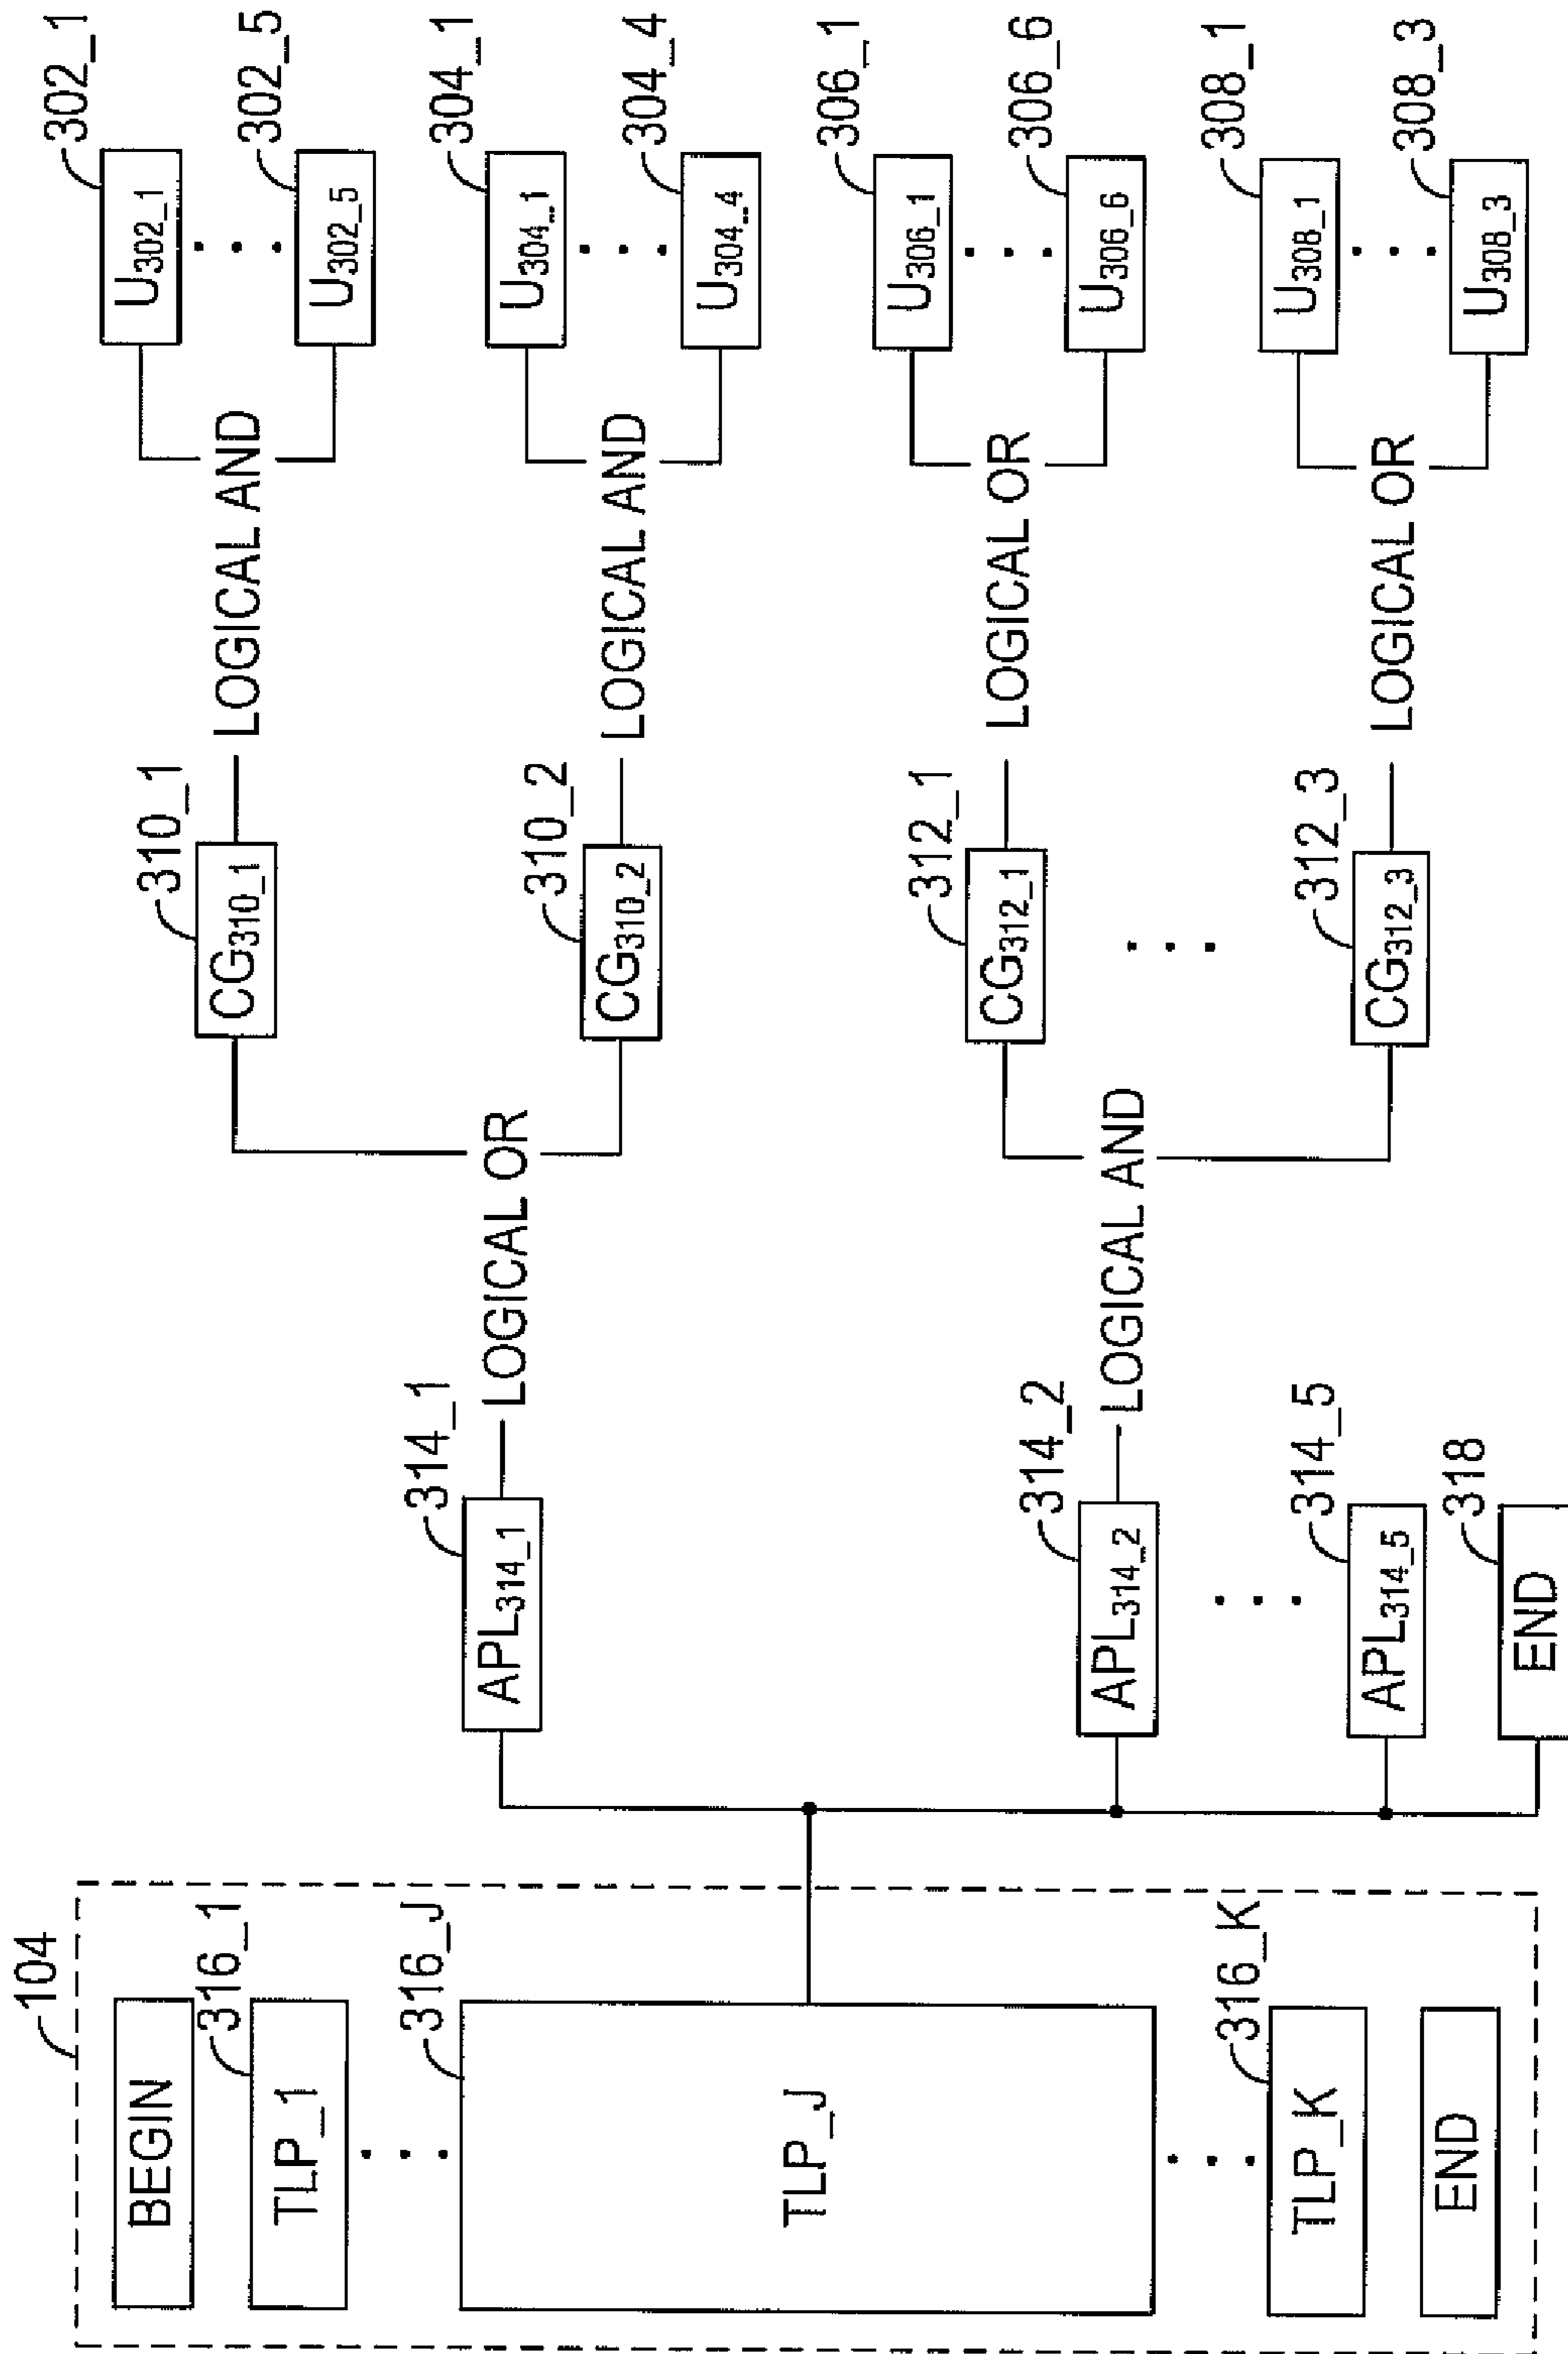 104
BEGIN
316_1
TLP_1
316_J
TLP_J
316_K
TLP_K
END
314_1
APL314_1
LOGICAL OR
314_2
APL314_2
LOGICAL AND
314_5
APL314_5
318
END
310_1
CG310_1
LOGICAL AND
310_2
CG310_2
LOGICAL AND
312_1
CG312_1
LOGICAL OR
312_3
CG312_3
LOGICAL OR
302_1
U302_1
302_5
U302_5
304_1
U304_1
304_4
U304_4
306_1
U306_1
306_6
U306_6
308_1
U308_1
308_3
U308_3